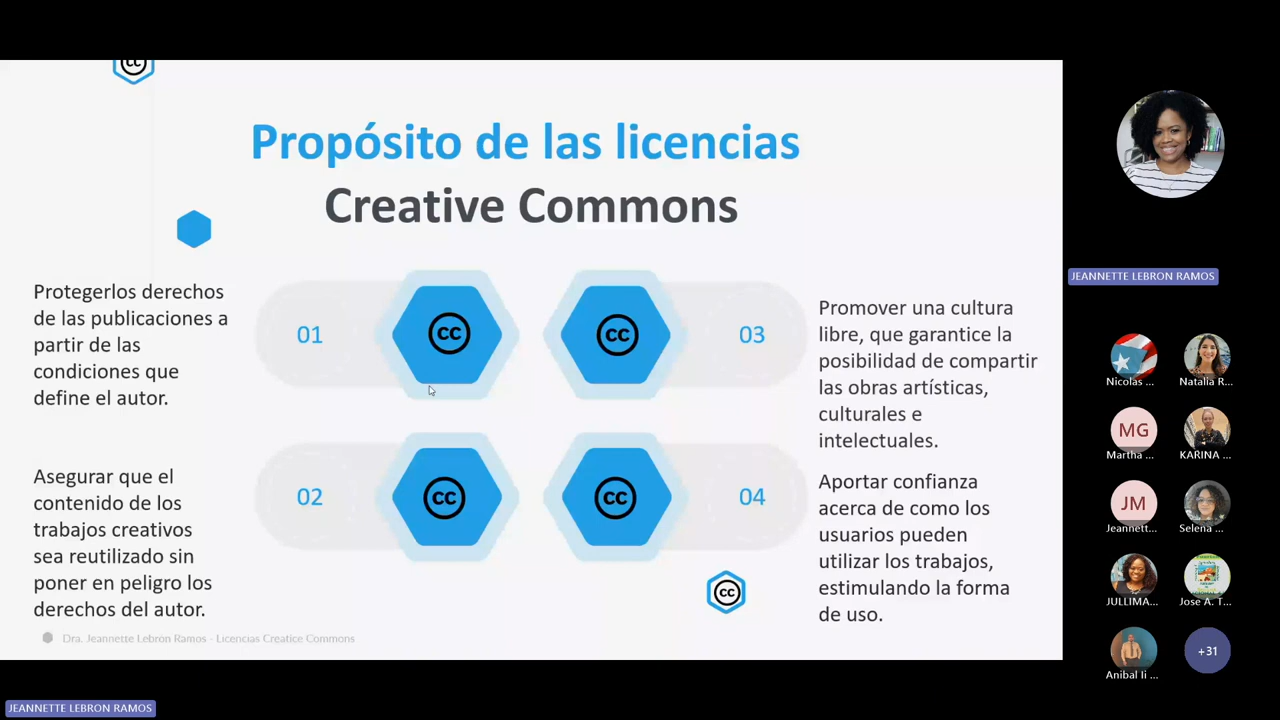 Propósito de las licencias
Creative Commons
Protegerlos derechos
de las publicaciones a
partir de las
condiciones que
define el autor.
01
cc
Asegurar que el
contenido de los
trabajos creativos
sea reutilizado sin
poner en peligro los
derechos del autor.
02
cc
cc
03
Promover una cultura
libre, que garantice la
posibilidad de compartir
las obras artísticas,
culturales e
intelectuales.
cc
04
Aportar confianza
acerca de como los
usuarios pueden
utilizar los trabajos,
estimulando la forma
de uso.
cc
Dra. Jeannette Lebron Ramos - Licencias Creatice Commons
JEANNETTE LEBRON RAMOS
JEANNETTE LEBRON RAMOS
Nicolas ...
Natalia R...
MG
Martha ...
KARINA ...
JM
Jeannett...
Selena ...
JULLIMA...
Jose A. T...
Anibal Ii ...
+31